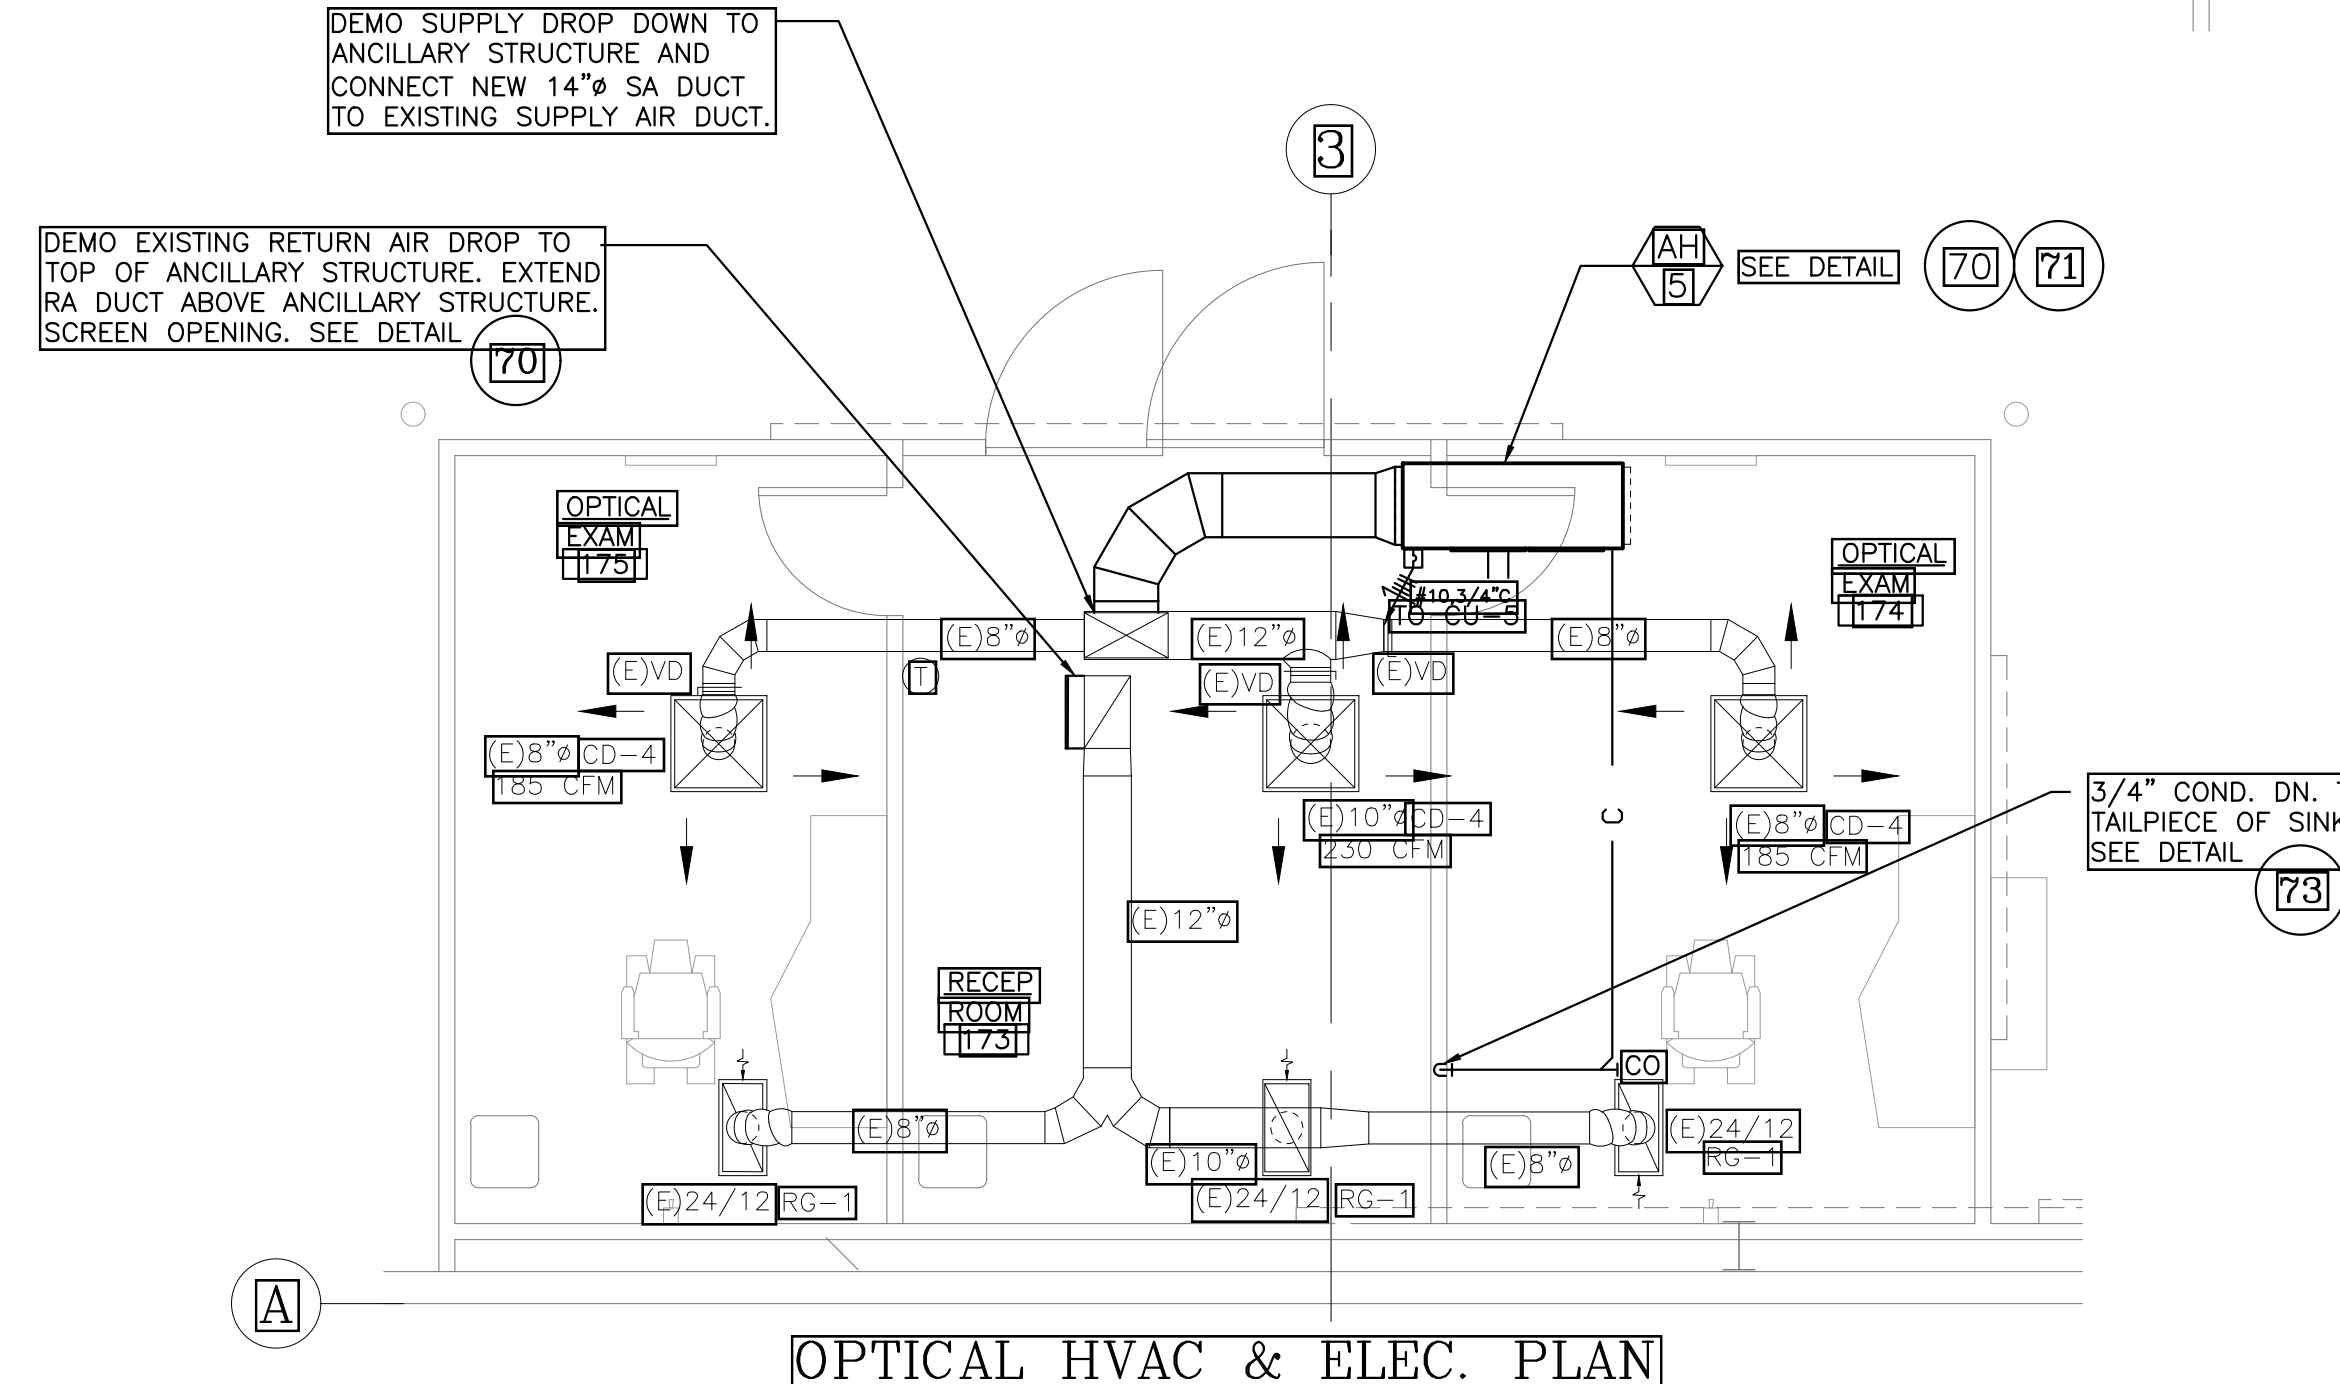 DEMO SUPPLY DROP DOWN TO
ANCILLARY STRUCTURE AND
CONNECT NEW 14"ø SA DUCT
TO EXISTING SUPPLY AIR DUCT.
3
DEMO EXISTING RETURN AIR DROP TO
TOP OF ANCILLARY STRUCTURE. EXTEND
RA DUCT ABOVE ANCILLARY STRUCTURE.
SCREEN OPENING. SEE DETAIL
70
AH
5
SEE DETAIL
70
71
OPTICAL
EXAM
175
OPTICAL
EXAM
174
#10,3/4"C
TO CU-5
(E)8"ø
(E)12"ø
(E)8"ø
(E)VD
T
(E)VD
(E)VD
(E)8"ø CD-4
185 CFM
(E)10"ø CD-4
230 CFM
C
(E)8"ø CD-4
185 CFM
3/4" COND. DN.
TAILPIECE OF SINK
SEE DETAIL
73
(E)12"ø
RECEP
ROOM
173
CO
(E)8"ø
(E)10"ø
(E)8"ø
(E)24/12
RG-1
(E)24/12 RG-1
(E)24/12 RG-1
A
OPTICAL HVAC & ELEC. PLAN